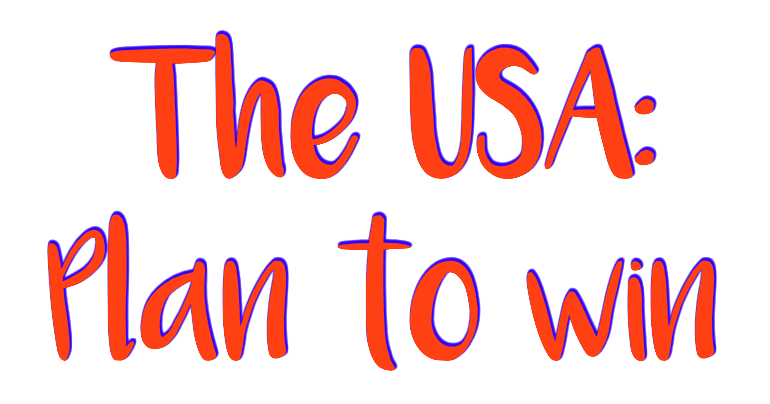 The USA:
Plan to win